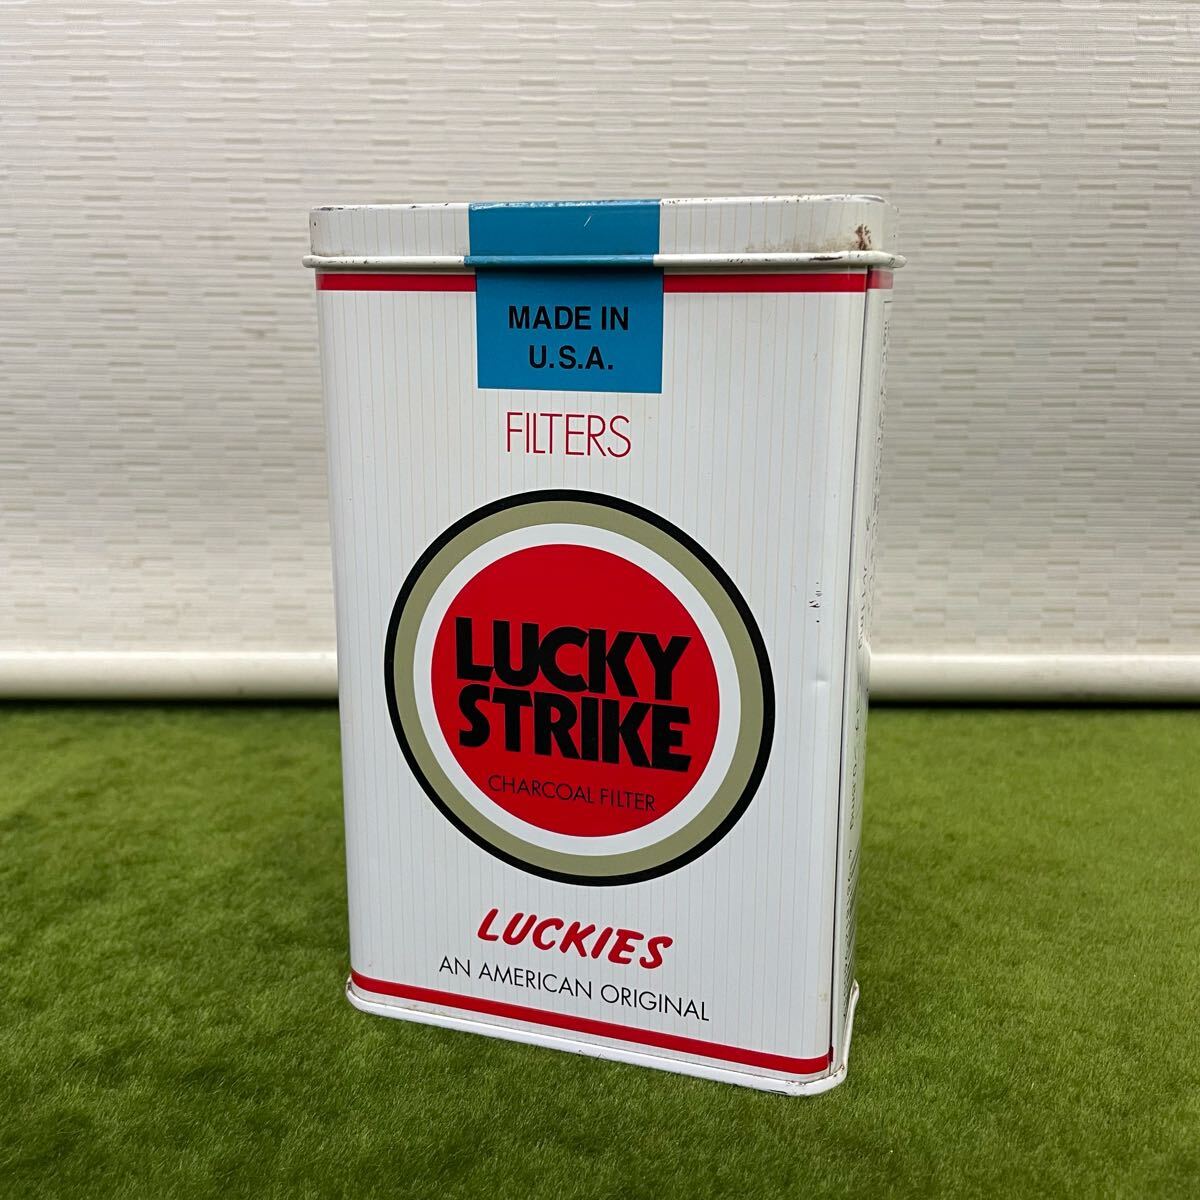 MADE IN
U.S.A.
FILTERS
LUCKY
STRIKE
CHARCOAL FILTER
LUCKIES
AN AMERICAN ORIGINAL